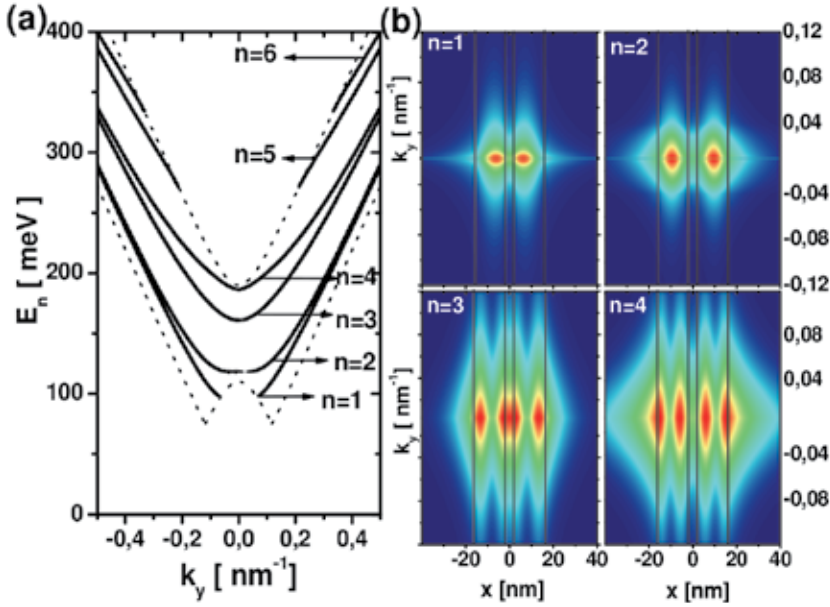 (a)
400
300
200
100
0
E_n [ meV]
n=6
n=5
n=4
n=3
n=2
n=1
-0,4 -0,2 0,0 0,2 0,4
k_y [ nm⁻¹]
(b)
n=1
n=2
0,12
0,08
0,04
-0,04
-0,08
-0,12
k_y [ nm⁻¹]
n=3
n=4
0,08
0,04
-0,04
-0,08
k_y [ nm⁻¹]
-20 0 20 40
-20 0 20 40
x [nm]
x [nm]